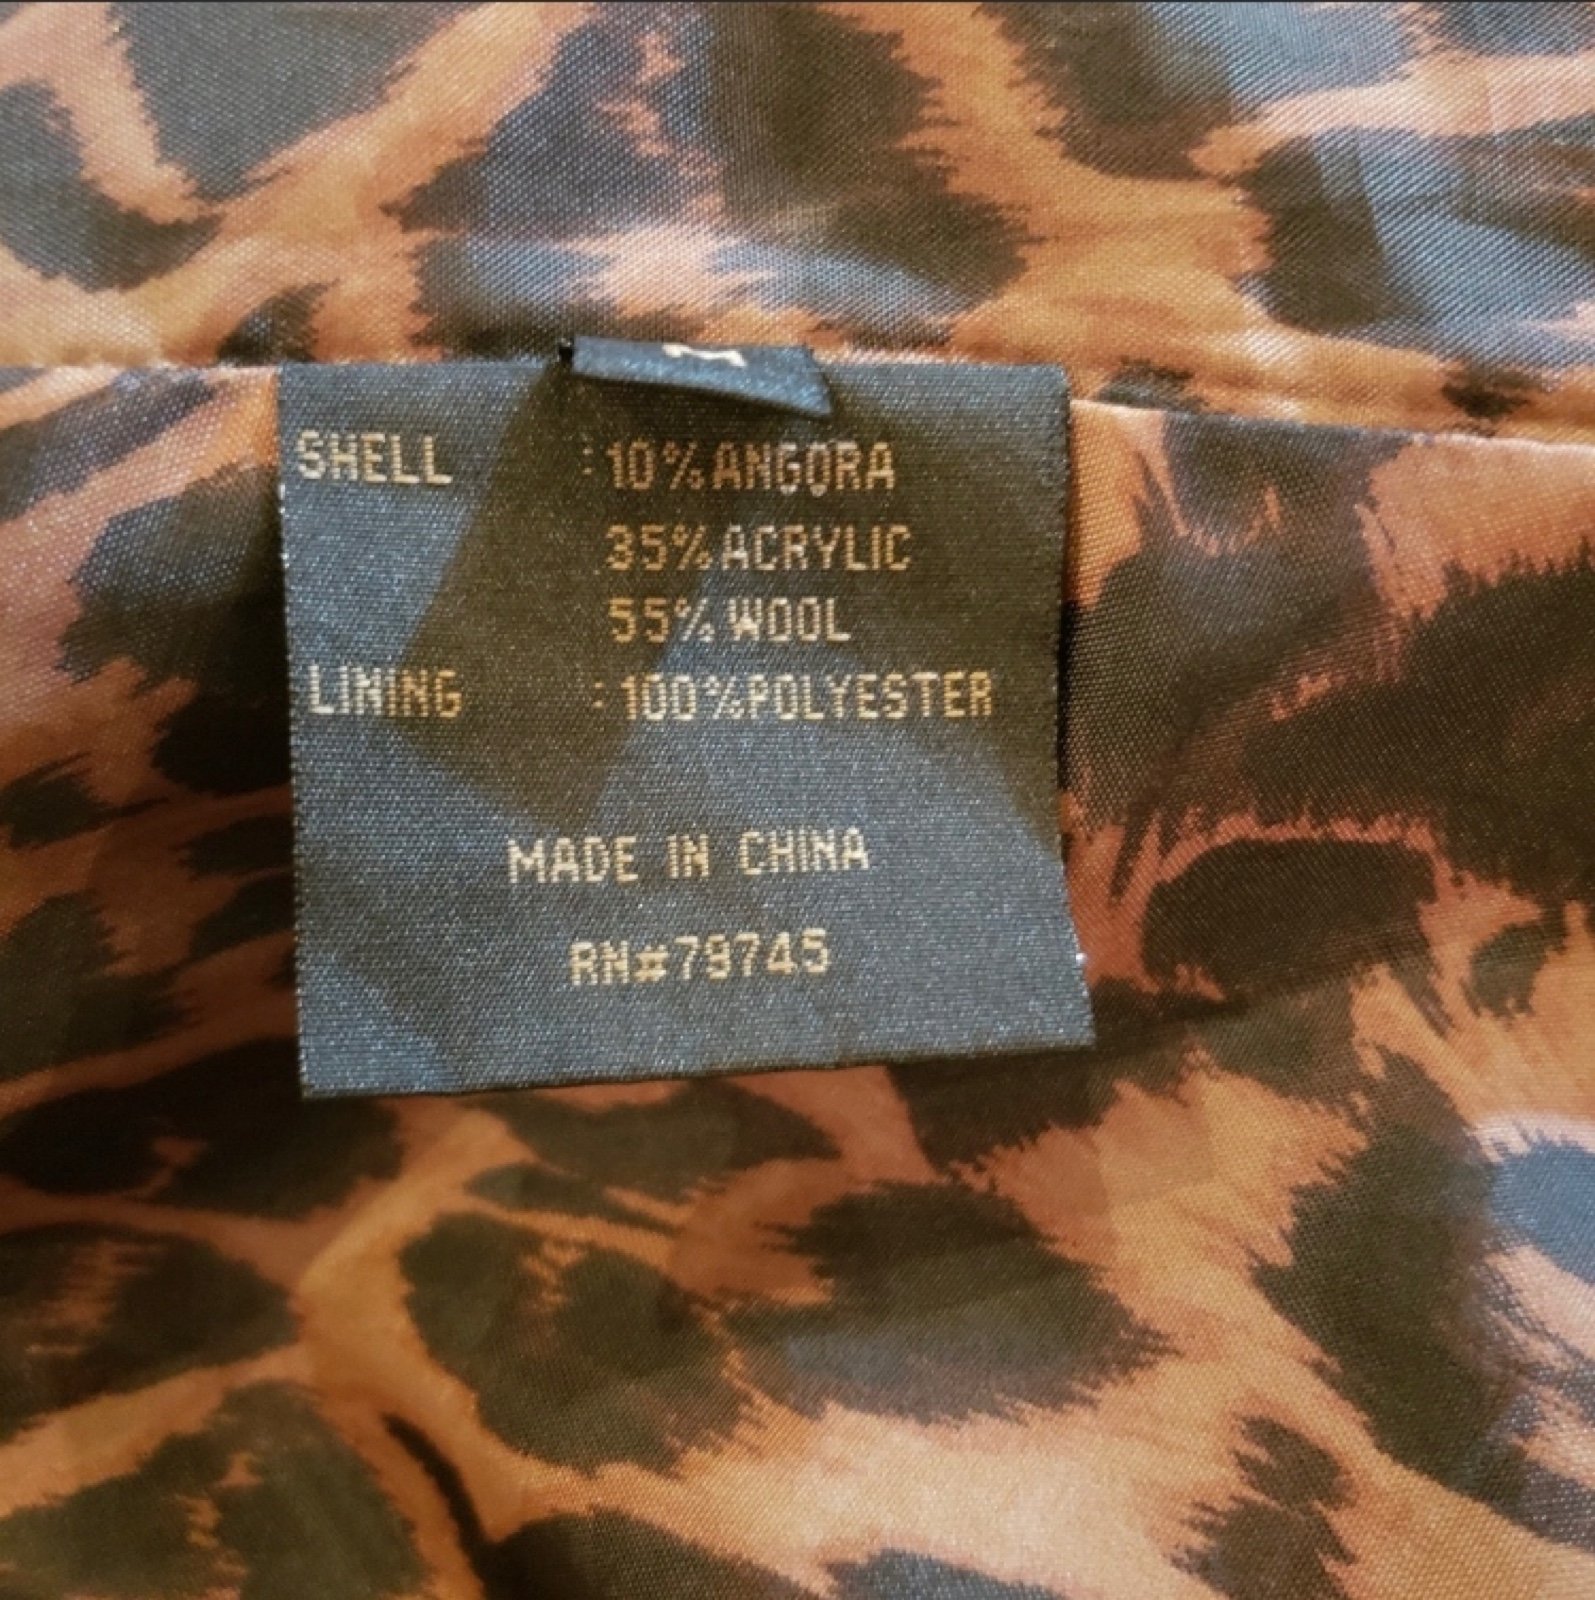 SHELL : 10% ANGORA
35% ACRYLIC
55% WOOL
LINING : 100% POLYESTER
MADE IN CHINA
RN#79745